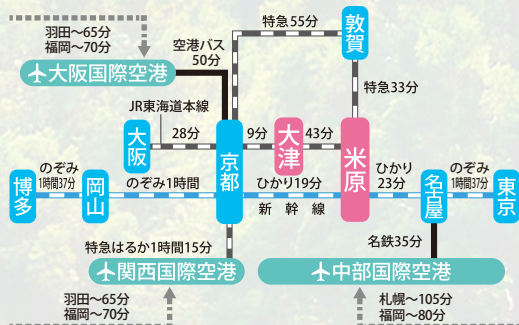 羽田～65分
福岡～70分
大阪国際空港
空港バス
50分
特急55分
敦賀
特急33分
JR東海道本線
大阪
28分
京都
9分
大津
43分
米原
博多
のぞみ
1時間37分
岡山
のぞみ1時間
ひかり19分
新幹線
ひかり
23分
名古屋
のぞみ
1時間37分
東京
特急はるか1時間15分
名鉄35分
関西国際空港
中部国際空港
羽田～65分
福岡～70分
札幌～105分
福岡～80分